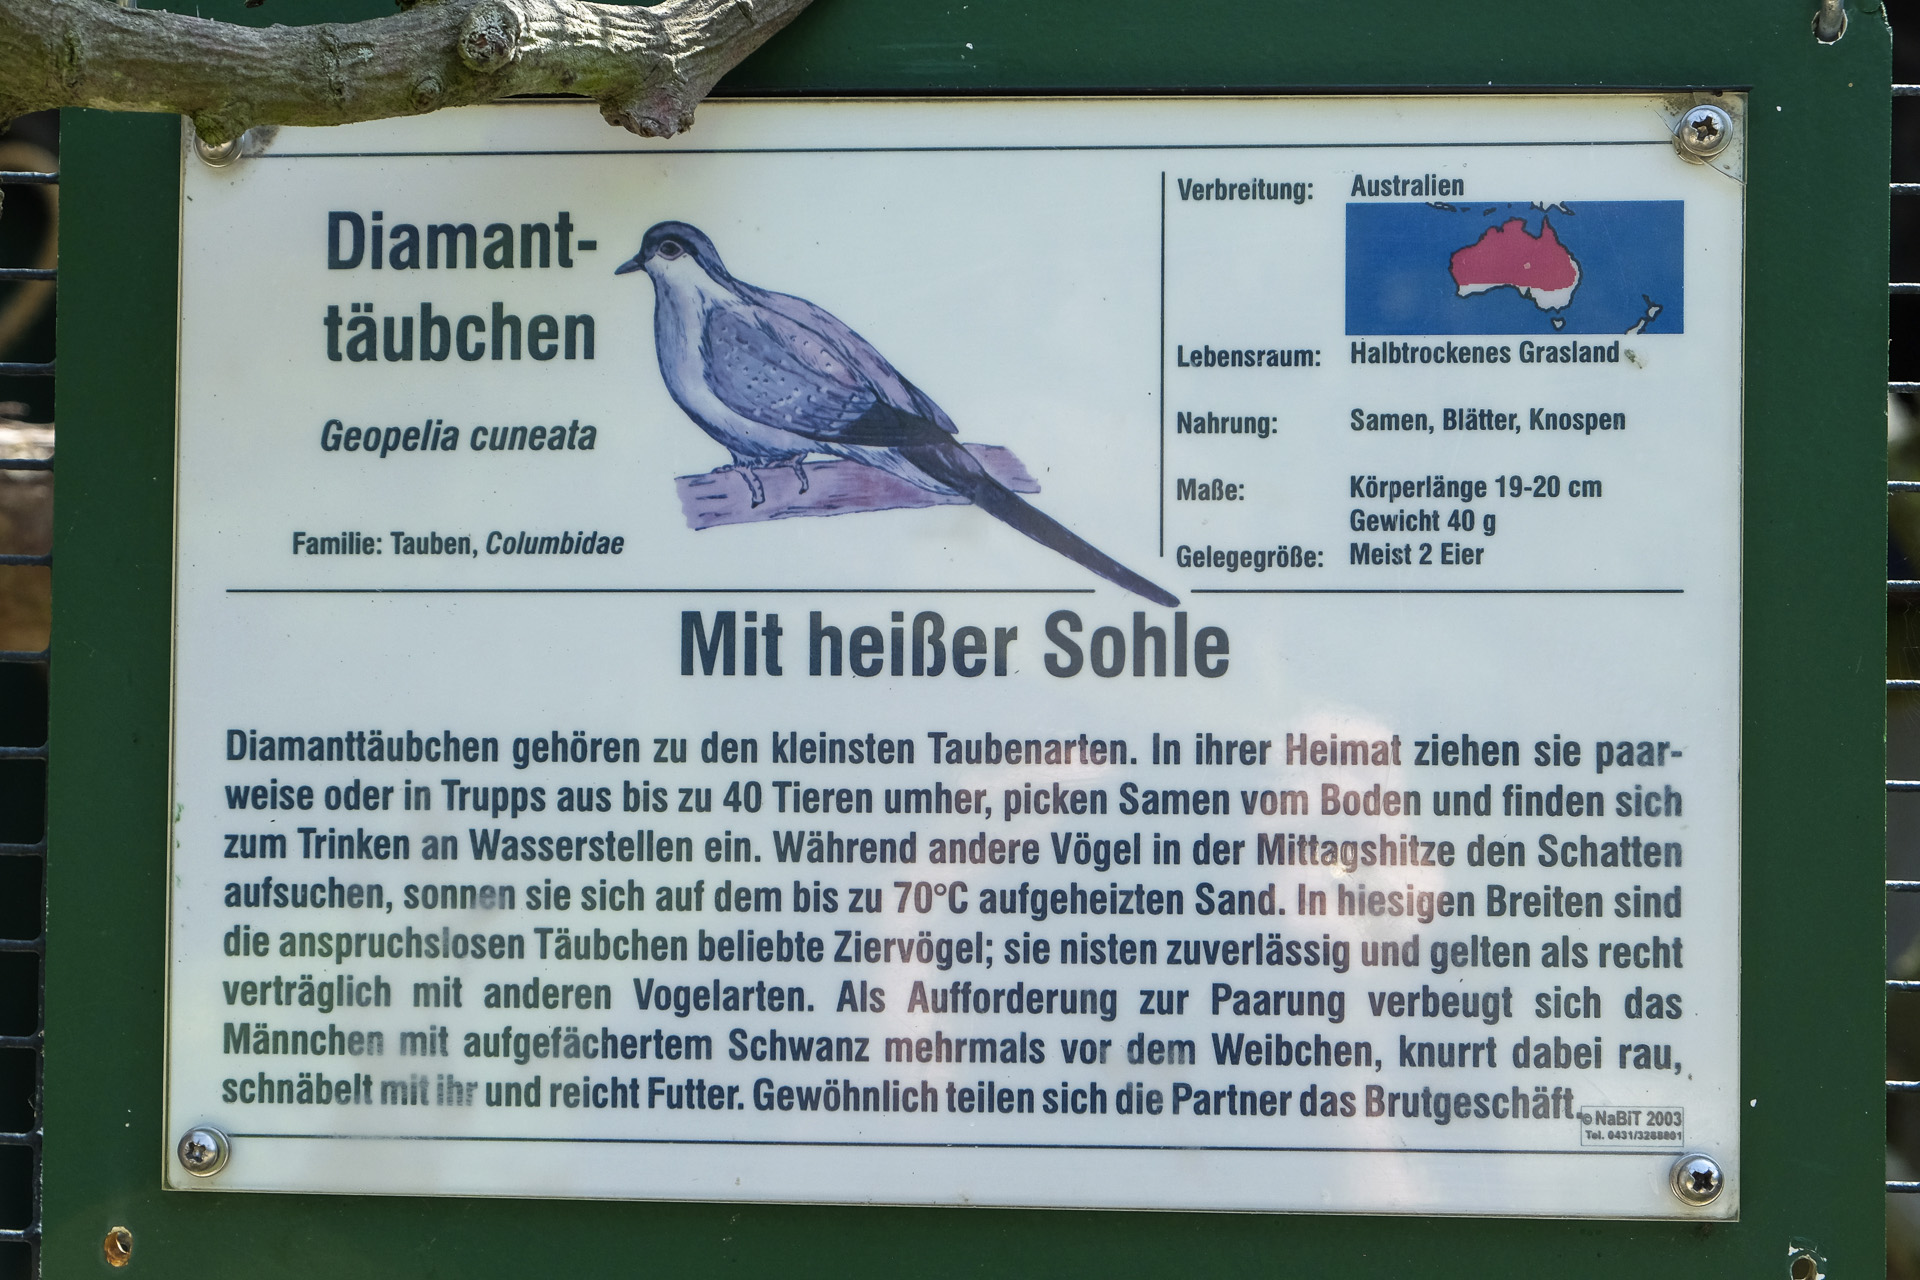 Diamant-
täubchen
Geopelia cuneata
Familie: Tauben, Columbidae
Verbreitung: Australien
Lebensraum: Halbtrockenes Grasland
Nahrung: Samen, Blätter, Knospen
Maße: Körperlänge 19-20 cm
Gewicht 40 g
Gelegegröße: Meist 2 Eier
Mit heißer Sohle
Diamanttäubchen gehören zu den kleinsten Taubenarten. In ihrer Heimat ziehen sie paar-
weise oder in Trupps aus bis zu 40 Tieren umher, picken Samen vom Boden und finden sich
zum Trinken an Wasserstellen ein. Während andere Vögel in der Mittagshitze den Schatten
aufsuchen, sonnen sie sich auf dem bis zu 70°C aufgeheizten Sand. In hiesigen Breiten sind
die anspruchslosen Täubchen beliebte Ziervögel; sie nisten zuverlässig und gelten als recht
verträglich mit anderen Vogelarten. Als Aufforderung zur Paarung verbeugt sich das
Männchen mit aufgefächertem Schwanz mehrmals vor dem Weibchen, knurrt dabei rau,
schnäbelt mit ihr und reicht Futter. Gewöhnlich teilen sich die Partner das Brutgeschäft.
© NaBiT 2003
Tel. 0431/3288801